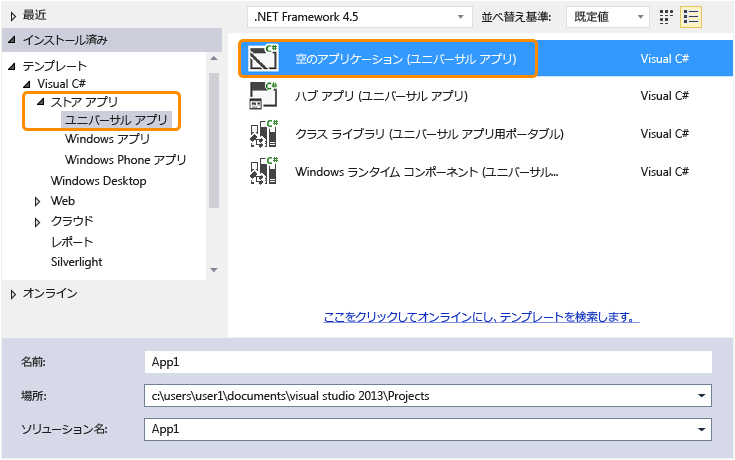 最近
インストール済み
テンプレート
Visual C#
ストア アプリ
ユニバーサル アプリ
Windows アプリ
Windows Phone アプリ
Windows Desktop
Web
クラウド
レポート
Silverlight
オンライン
.NET Framework 4.5 並べ替え基準: 既定値
C# 空のアプリケーション (ユニバーサル アプリ) Visual C#
C# ハブ アプリ (ユニバーサル アプリ) Visual C#
C# クラス ライブラリ (ユニバーサル アプリ用ポータブル) Visual C#
C# Windows ランタイム コンポーネント (ユニバーサル... Visual C#
ここをクリックしてオンラインにし、テンプレートを検索します。
名前: App1
場所: c:\users\user1\documents\visual studio 2013\Projects
ソリューション名: App1